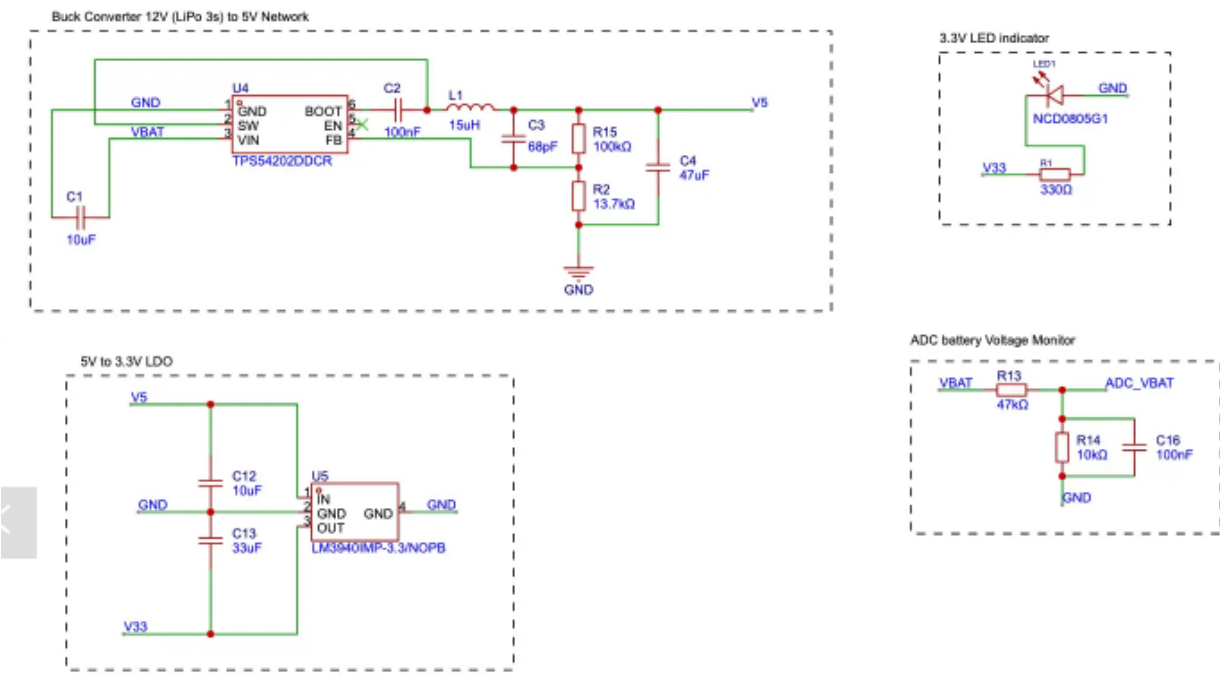 Buck Converter 12V (LiPo 3s) to 5V Network
GND
VBAT
U4
1 GND
2 SW
3 VIN
BOOT 6
EN 5
FB 4
TPS54202DDCR
C1
10uF
C2
100nF
L1
15uH
C3
68pF
R15
100kΩ
R2
13.7kΩ
C4
47uF
V5
GND
3.3V LED indicator
LED1
GND
NCD0805G1
V33
R1
330Ω
5V to 3.3V LDO
V5
C12
10uF
GND
C13
33uF
V33
U5
1 IN
2 GND
3 OUT
GND 4
GND
LM3940IMP-3.3/NOPB
ADC battery Voltage Monitor
VBAT
R13
47kΩ
ADC_VBAT
R14
10kΩ
C16
100nF
GND